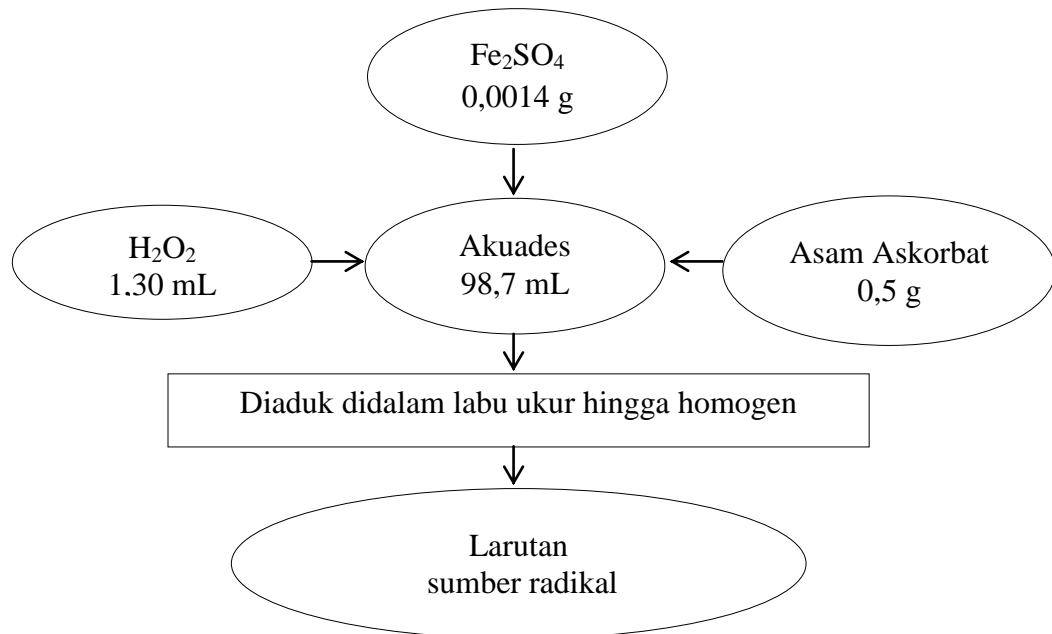 Fe₂SO₄
0,0014 g
H₂O₂
1,30 mL
Akuades
98,7 mL
Asam Askorbat
0,5 g
Diaduk didalam labu ukur hingga homogen
Larutan
sumber radikal